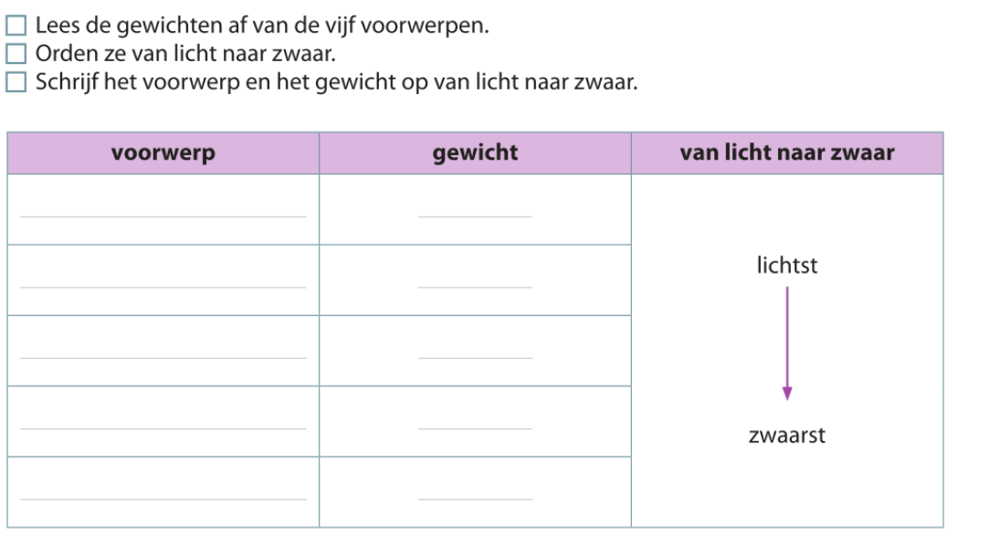 Lees de gewichten af van de vijf voorwerpen.
Orden ze van licht naar zwaar.
Schrijf het voorwerp en het gewicht op van licht naar zwaar.
voorwerp gewicht van licht naar zwaar
lichtst
zwaarst